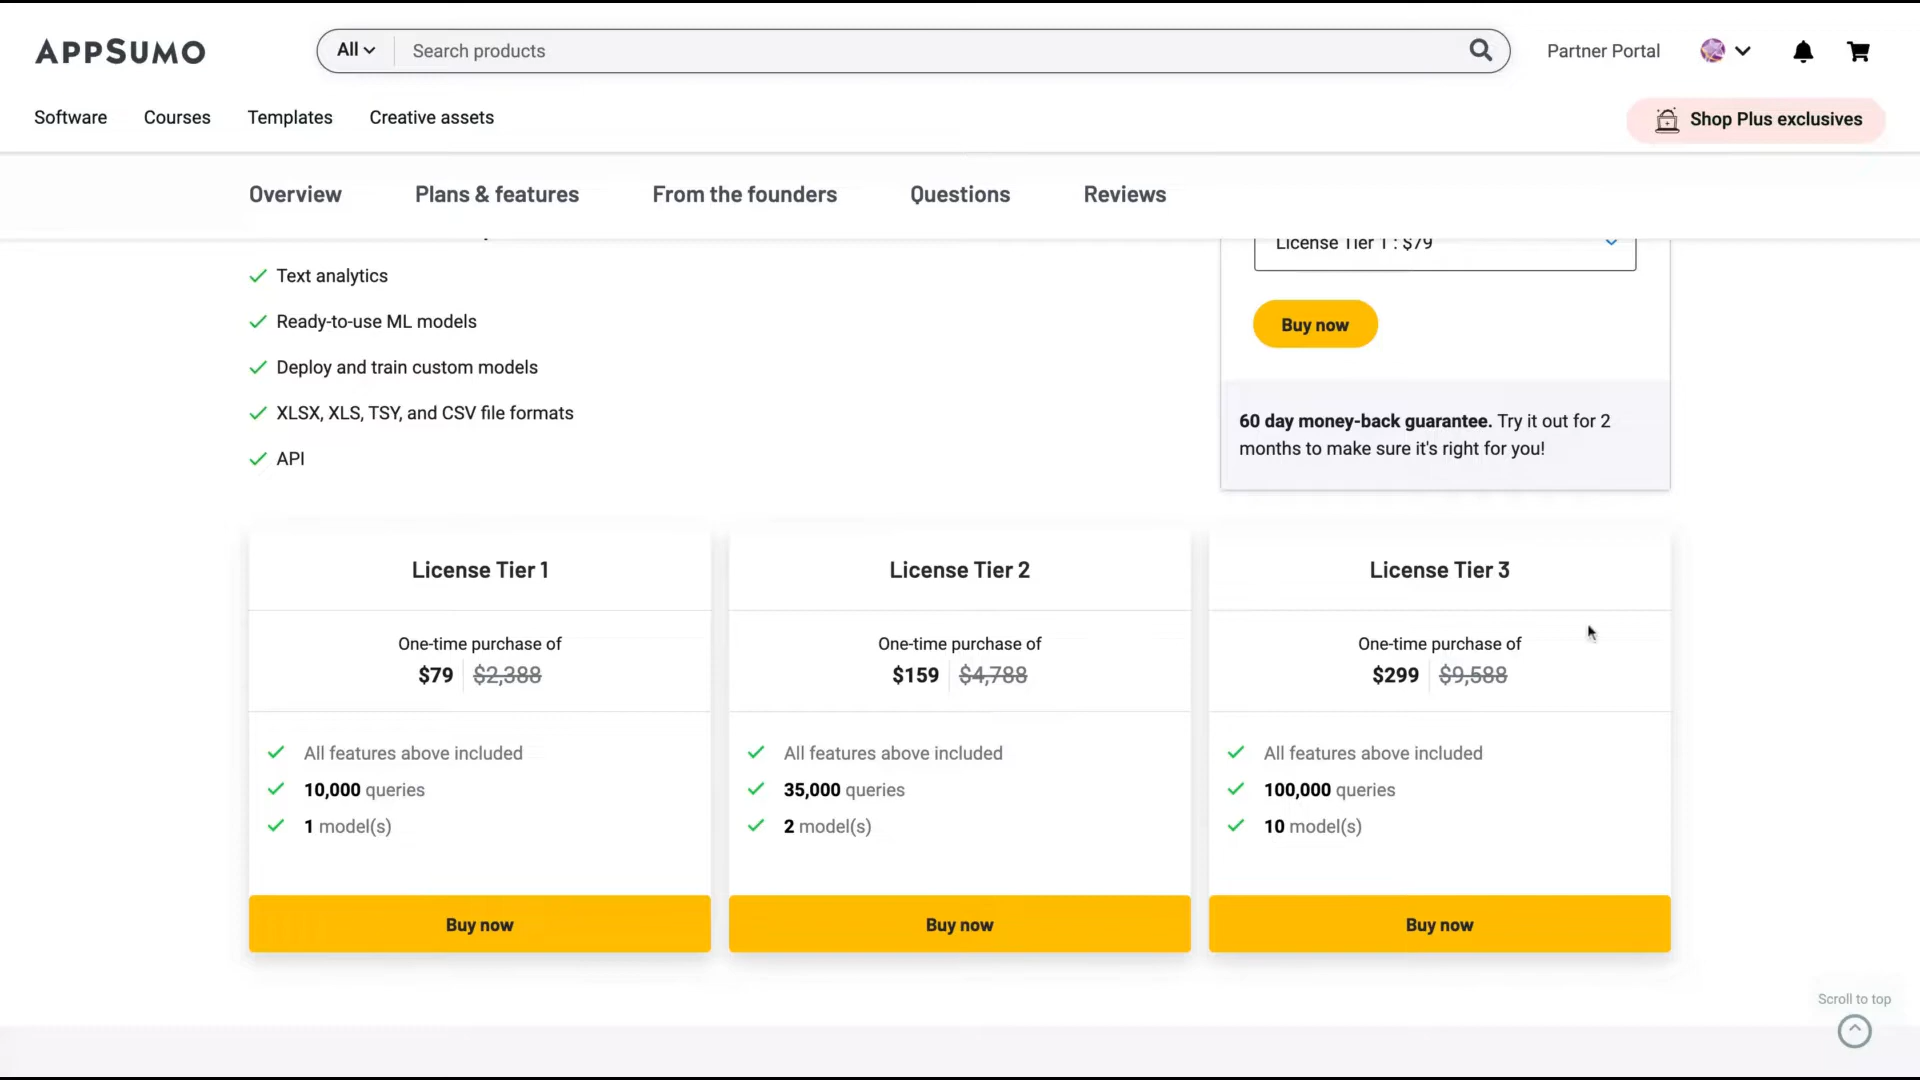 APPSUMO
All
Search products
Partner Portal
Software
Courses
Templates
Creative assets
Shop Plus exclusives
Overview
Plans & features
From the founders
Questions
Reviews
License Tier 1 : $79
Text analytics
Ready-to-use ML models
Deploy and train custom models
XLSX, XLS, TSY, and CSV file formats
API
Buy now
60 day money-back guarantee. Try it out for 2
months to make sure it's right for you!
License Tier 1
One-time purchase of
$79 $2,388
All features above included
10,000 queries
1 model(s)
Buy now
License Tier 2
One-time purchase of
$159 $4,788
All features above included
35,000 queries
2 model(s)
Buy now
License Tier 3
One-time purchase of
$299 $9,588
All features above included
100,000 queries
10 model(s)
Buy now
Scroll to top